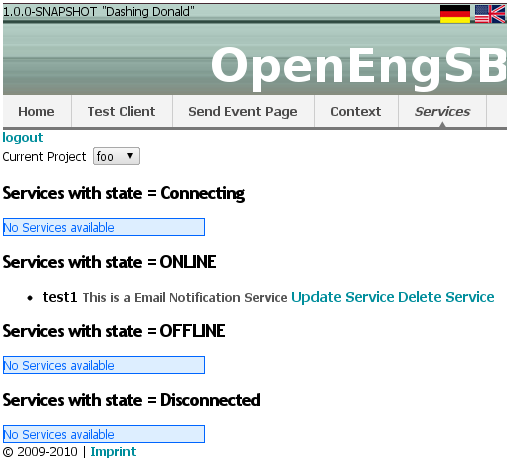 1.0.0-SNAPSHOT "Dashing Donald"
OpenEngSB
Home Test Client Send Event Page Context Services
logout
Current Project foo
Services with state = Connecting
No Services available
Services with state = ONLINE
test1 This is a Email Notification Service Update Service Delete Service
Services with state = OFFLINE
No Services available
Services with state = Disconnected
No Services available
© 2009-2010 | Imprint